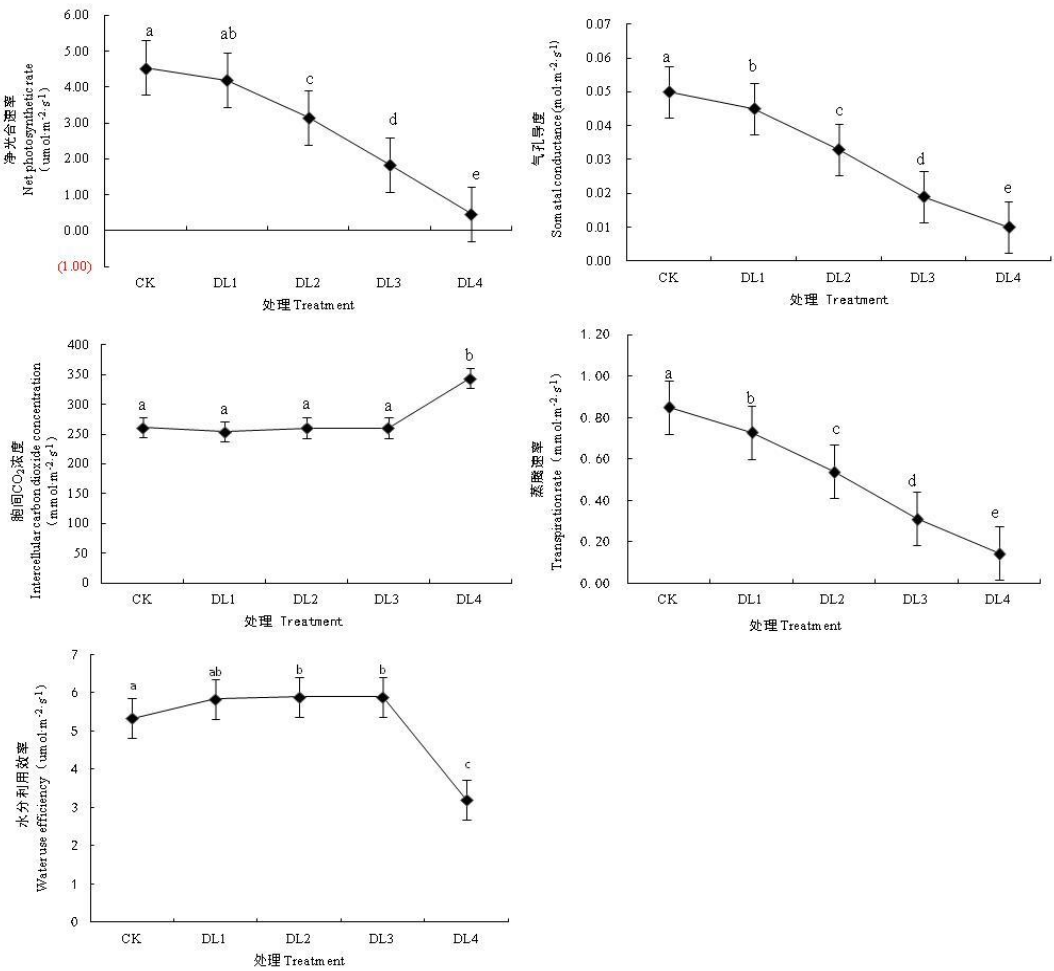 净光合速率
Net photosynthetic rate
(umol·m⁻²·s⁻¹)
6.00
5.00
4.00
3.00
2.00
1.00
0.00
(1.00)
a
ab
c
d
e
CK DL1 DL2 DL3 DL4
处理 Treatment
气孔导度
Somatal conductance(mol·m⁻²·s⁻¹)
0.07
0.06
0.05
0.04
0.03
0.02
0.01
0.00
a
b
c
d
e
CK DL1 DL2 DL3 DL4
处理 Treatment
胞间CO₂浓度
Intercellular carbon dioxide concentration
(mmol·m⁻²·s⁻¹)
400
350
300
250
200
150
100
50
0
a
a
a
a
b
CK DL1 DL2 DL3 DL4
处理 Treatment
蒸腾速率
Transpiration rate (mmol·m⁻²·s⁻¹)
1.20
1.00
0.80
0.60
0.40
0.20
0.00
a
b
c
d
e
CK DL1 DL2 DL3 DL4
处理 Treatment
水分利用效率
Water use efficiency (umol·m⁻²·s⁻¹)
7
6
5
4
3
2
1
0
a
ab
b
b
c
CK DL1 DL2 DL3 DL4
处理 Treatment